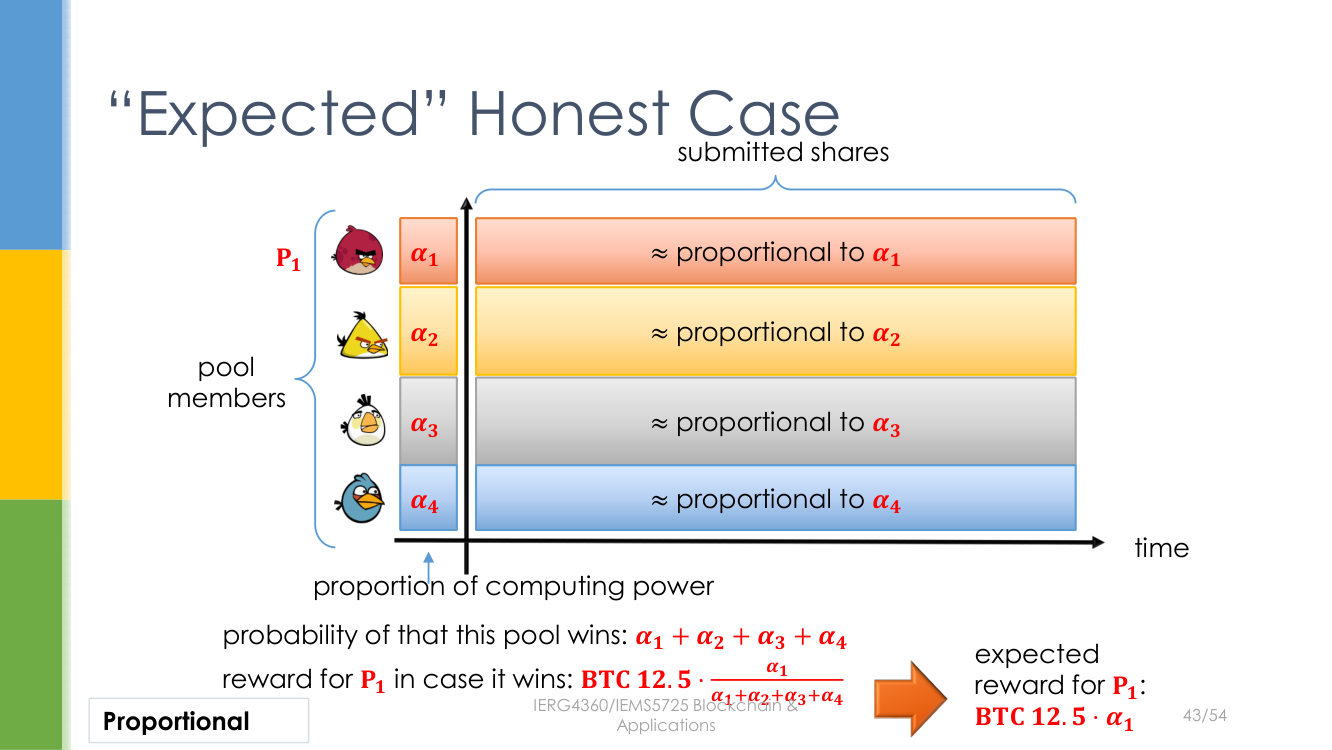 “Expected” Honest Case
submitted shares
P₁
α₁
≈ proportional to α₁
α₂
≈ proportional to α₂
pool
members
α₃
≈ proportional to α₃
α₄
≈ proportional to α₄
time
proportion of computing power
probability of that this pool wins: α₁ + α₂ + α₃ + α₄
reward for P₁ in case it wins: BTC 12.5 · α₁/(α₁+α₂+α₃+α₄)
expected
reward for P₁:
BTC 12.5 · α₁
Proportional
IERG4360/IEMS5725 Blockchain &
Applications
43/54